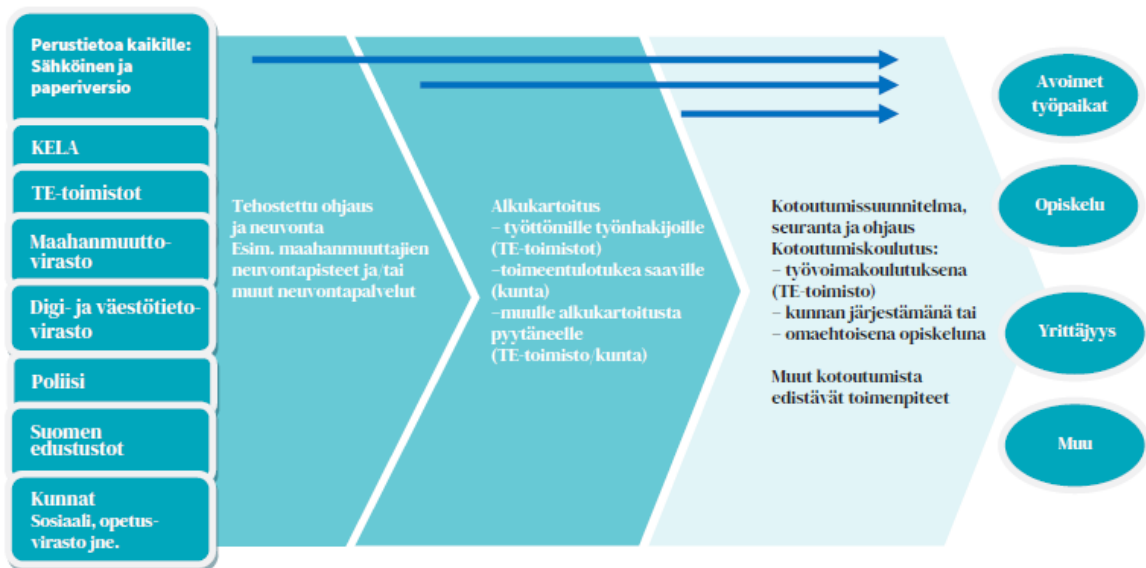 Perustietoa kaikille:
Sähköinen ja
paperiversio
KELA
TE-toimistot
Maahanmuutto-
virasto
Digi- ja väestötieto-
virasto
Poliisi
Suomen
edustustot
Kunnat
Sosiaali, opetus-
virasto jne.
Tehostettu ohjaus
ja neuvonta
Esim. maahanmuuttajien
neuvontapisteet ja/tai
muut neuvontapalvelut
Alkukartoitus
– työttömille työnhakijoille
(TE-toimistot)
–toimeentulotukea saaville
(kunta)
–muulle alkukartoitusta
pyytäneelle
(TE-toimisto/kunta)
Kotoutumissuunnitelma,
seuranta ja ohjaus
Kotoutumiskoulutus:
– työvoimakoulutuksena
(TE-toimisto)
– kunnan järjestämänä tai
– omaehtoisena opiskeluna
Muut kotoutumista
edistävät toimenpiteet
Avoimet
työpaikat
Opiskelu
Yrittäjyys
Muu